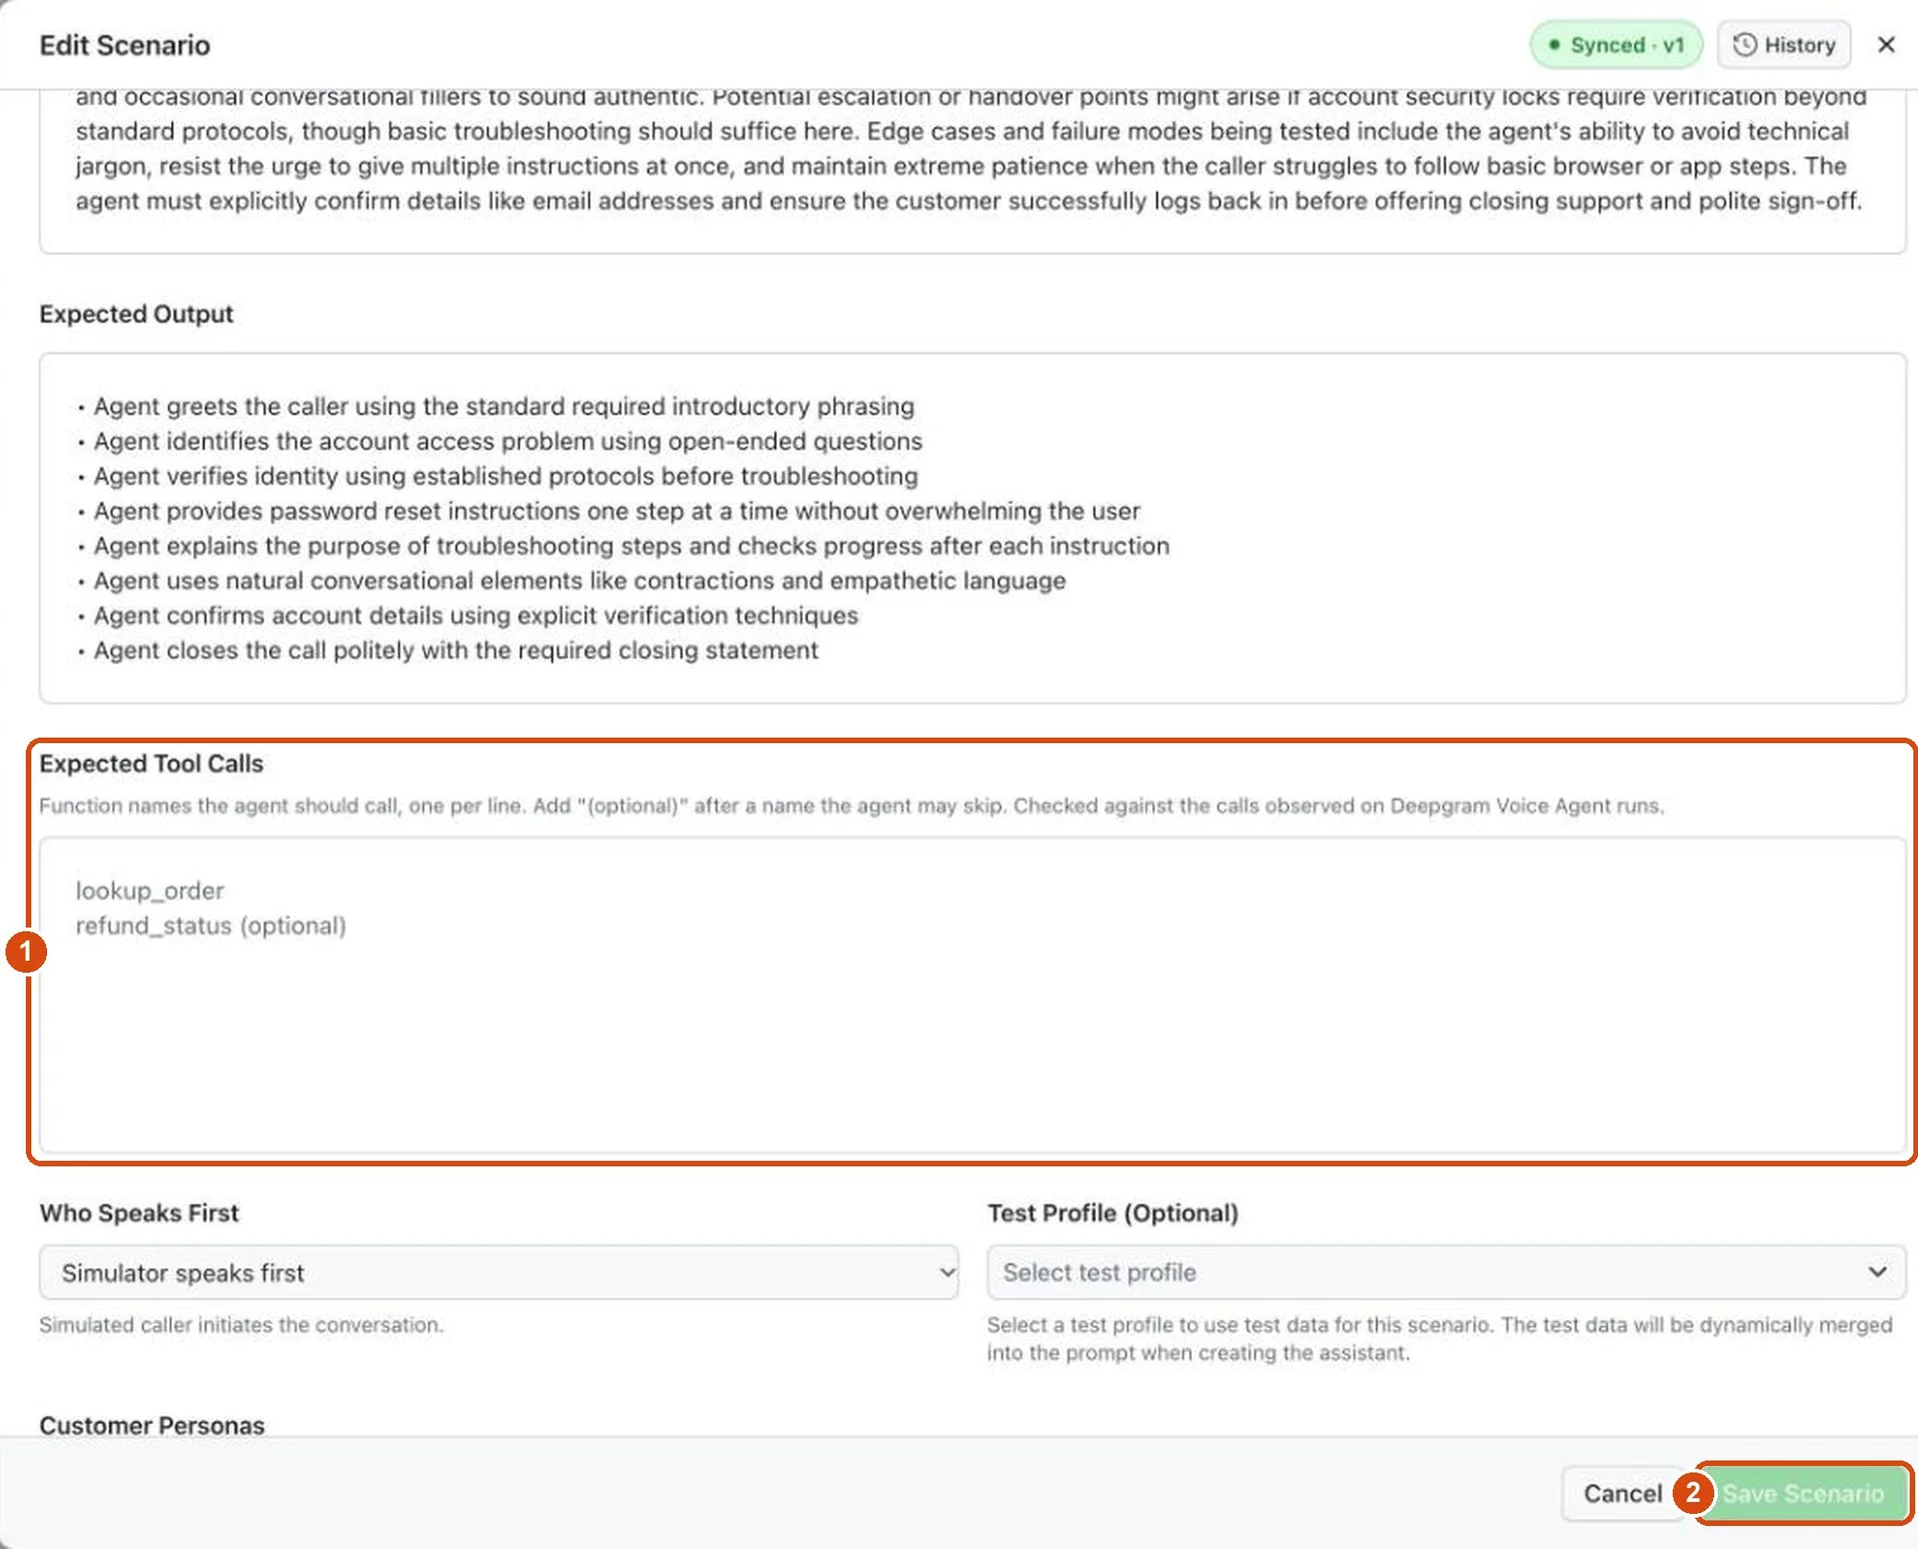 Edit Scenario
Synced · v1
History
and occasional conversational fillers to sound authentic. Potential escalation or handover points might arise if account security locks require verification beyond
standard protocols, though basic troubleshooting should suffice here. Edge cases and failure modes being tested include the agent's ability to avoid technical
jargon, resist the urge to give multiple instructions at once, and maintain extreme patience when the caller struggles to follow basic browser or app steps. The
agent must explicitly confirm details like email addresses and ensure the customer successfully logs back in before offering closing support and polite sign-off.
Expected Output
• Agent greets the caller using the standard required introductory phrasing
• Agent identifies the account access problem using open-ended questions
• Agent verifies identity using established protocols before troubleshooting
• Agent provides password reset instructions one step at a time without overwhelming the user
• Agent explains the purpose of troubleshooting steps and checks progress after each instruction
• Agent uses natural conversational elements like contractions and empathetic language
• Agent confirms account details using explicit verification techniques
• Agent closes the call politely with the required closing statement
Expected Tool Calls
Function names the agent should call, one per line. Add "(optional)" after a name the agent may skip. Checked against the calls observed on Deepgram Voice Agent runs.
lookup_order
refund_status (optional)
1
Who Speaks First
Simulator speaks first
Simulated caller initiates the conversation.
Test Profile (Optional)
Select test profile
Select a test profile to use test data for this scenario. The test data will be dynamically merged
into the prompt when creating the assistant.
Customer Personas
Cancel
2
Save Scenario